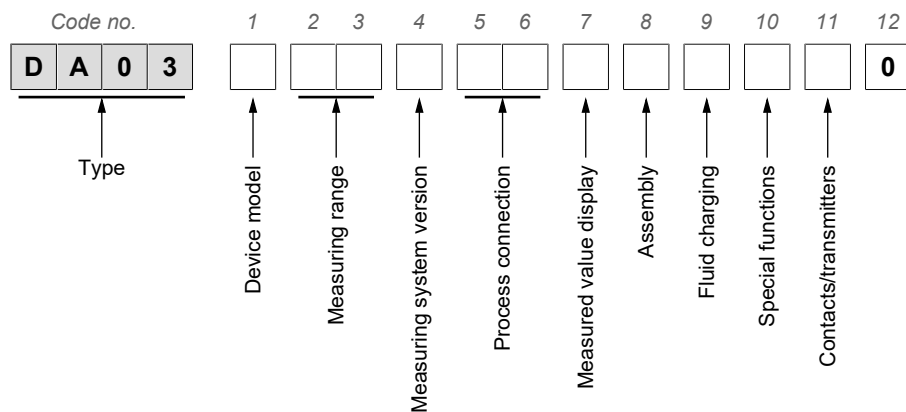 Code no. 1 2 3 4 5 6 7 8 9 10 11 12
D A 0 3 0
Type
Device model
Measuring range
Measuring system version
Process connection
Measured value display
Assembly
Fluid charging
Special functions
Contacts/transmitters